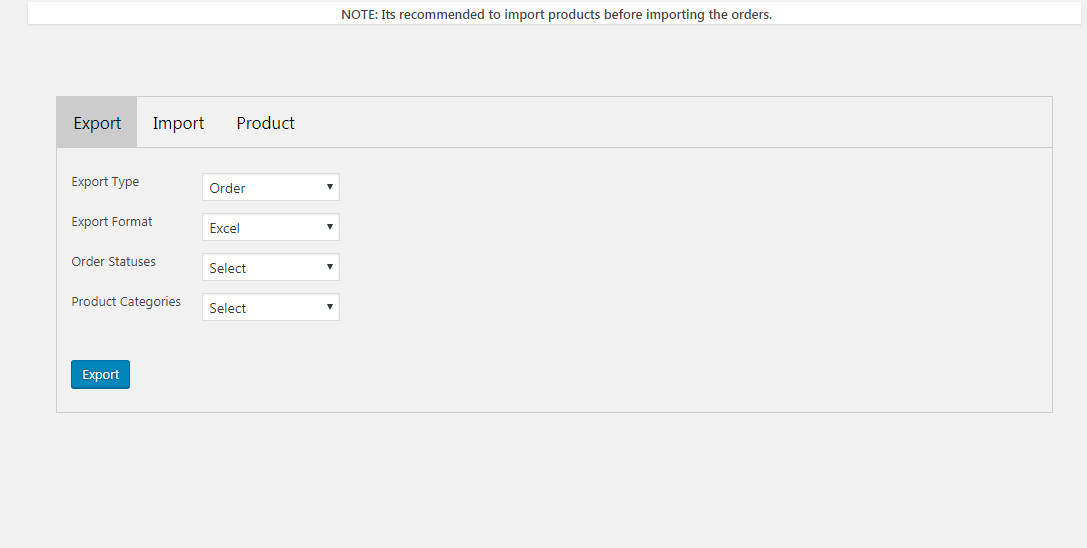 NOTE: Its recommended to import products before importing the orders.
Export Import Product
Export Type Order
Export Format Excel
Order Statuses Select
Product Categories Select
Export